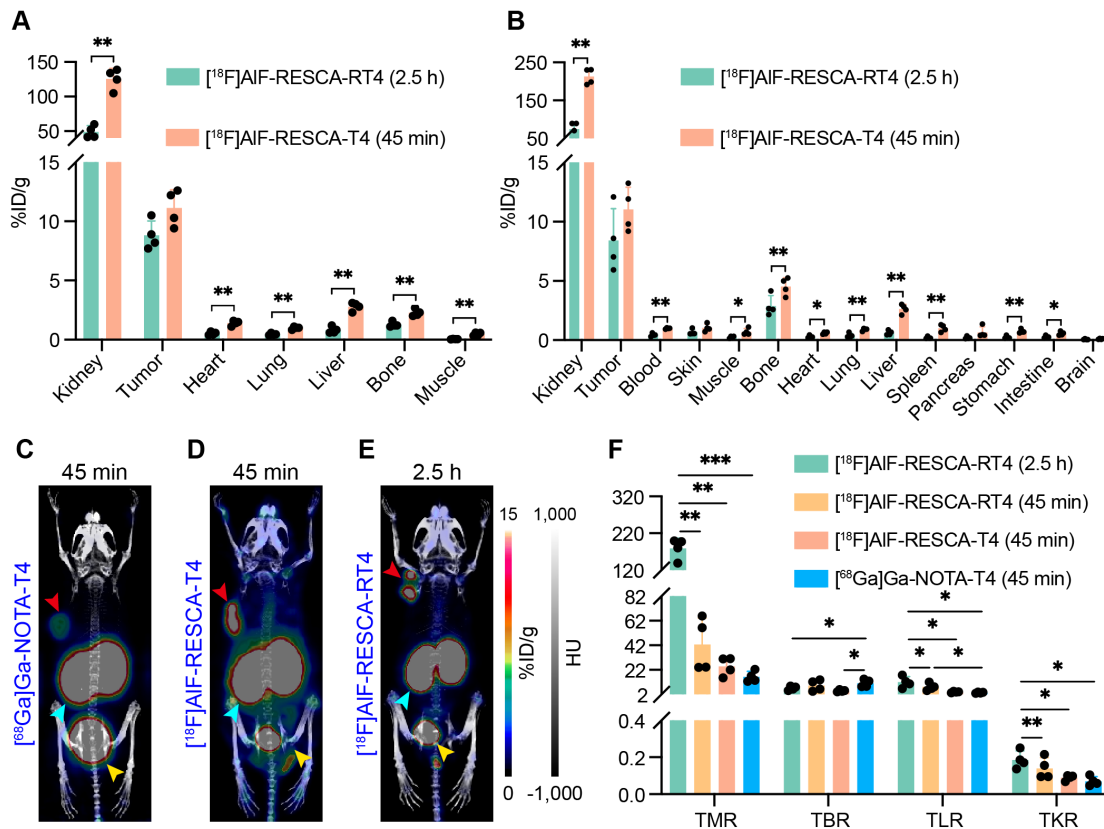 A
**
150
100
50
15
10
5
0
%ID/g
[¹⁸F]AlF-RESCA-RT4 (2.5 h)
[¹⁸F]AlF-RESCA-T4 (45 min)
**
**
**
**
**
Kidney
Tumor
Heart
Lung
Liver
Bone
Muscle
B
**
250
150
50
15
10
5
0
%ID/g
[¹⁸F]AlF-RESCA-RT4 (2.5 h)
[¹⁸F]AlF-RESCA-T4 (45 min)
**
*
**
*
**
**
**
**
*
Kidney
Tumor
Blood
Skin
Muscle
Bone
Heart
Lung
Liver
Spleen
Pancreas
Stomach
Intestine
Brain
C
45 min
[⁶⁸Ga]Ga-NOTA-T4
D
45 min
[¹⁸F]AlF-RESCA-T4
E
2.5 h
[¹⁸F]AlF-RESCA-RT4
15
%ID/g
0
1,000
HU
-1,000
F
[¹⁸F]AlF-RESCA-RT4 (2.5 h)
[¹⁸F]AlF-RESCA-RT4 (45 min)
[¹⁸F]AlF-RESCA-T4 (45 min)
[⁶⁸Ga]Ga-NOTA-T4 (45 min)
320
220
120
82
62
42
22
2
0.4
0.2
0.0
***
**
**
*
*
*
*
*
*
*
*
**
TMR
TBR
TLR
TKR